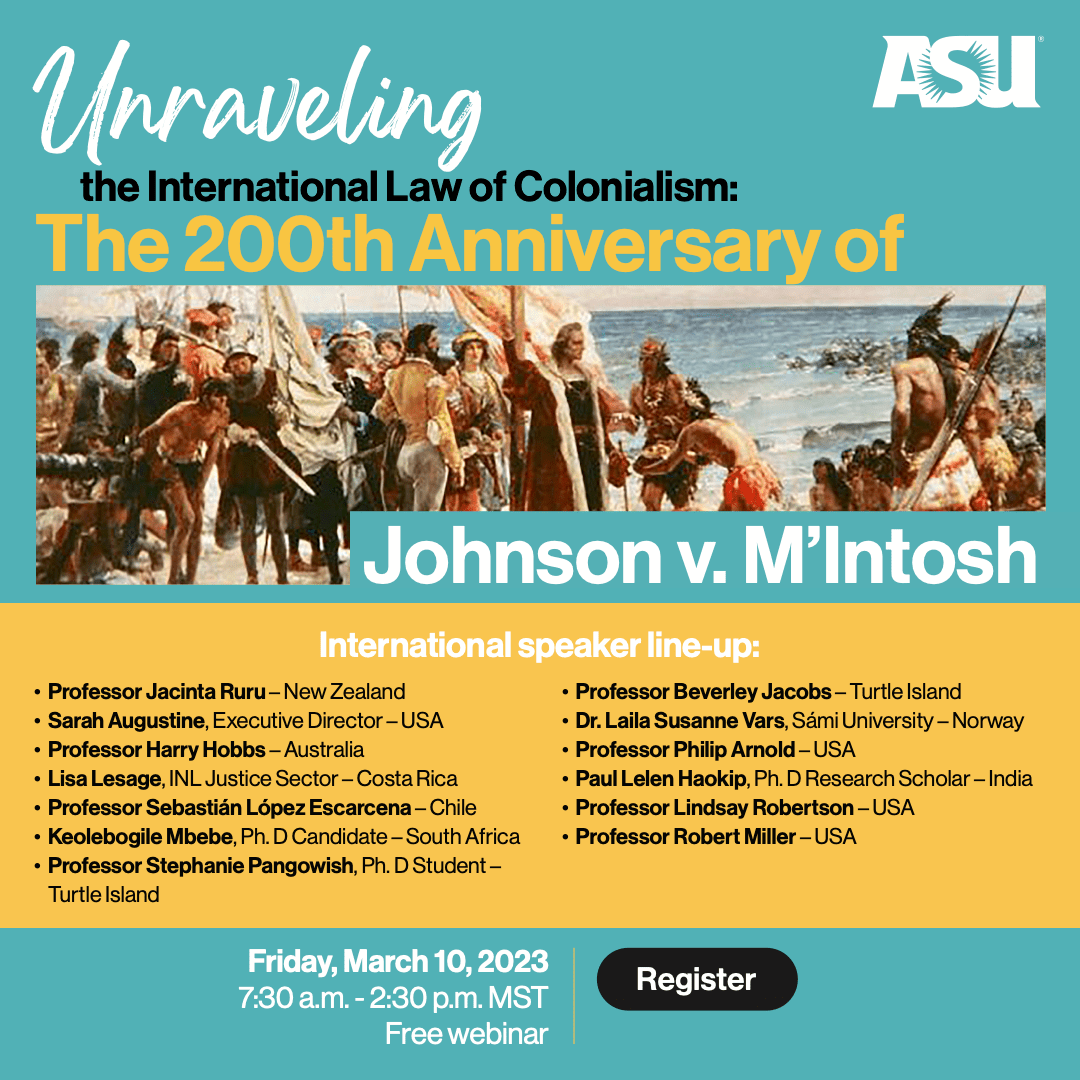 Unraveling
ASU
the International Law of Colonialism:
The 200th Anniversary of
Johnson v. M’Intosh
International speaker line-up:
• Professor Jacinta Ruru – New Zealand
• Sarah Augustine, Executive Director – USA
• Professor Harry Hobbs – Australia
• Lisa Lesage, INL Justice Sector – Costa Rica
• Professor Sebastián López Escarcena – Chile
• Keolebogile Mbebe, Ph. D Candidate – South Africa
• Professor Stephanie Pangowish, Ph. D Student –
Turtle Island
• Professor Beverley Jacobs – Turtle Island
• Dr. Laila Susanne Vars, Sámi University – Norway
• Professor Philip Arnold – USA
• Paul Lelen Haokip, Ph. D Research Scholar – India
• Professor Lindsay Robertson – USA
• Professor Robert Miller – USA
Friday, March 10, 2023
7:30 a.m. - 2:30 p.m. MST
Free webinar
Register